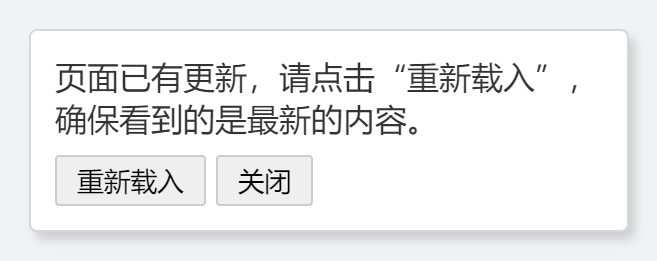 页面已有更新，请点击“重新载入”，
确保看到的是最新的内容。
重新载入
关闭